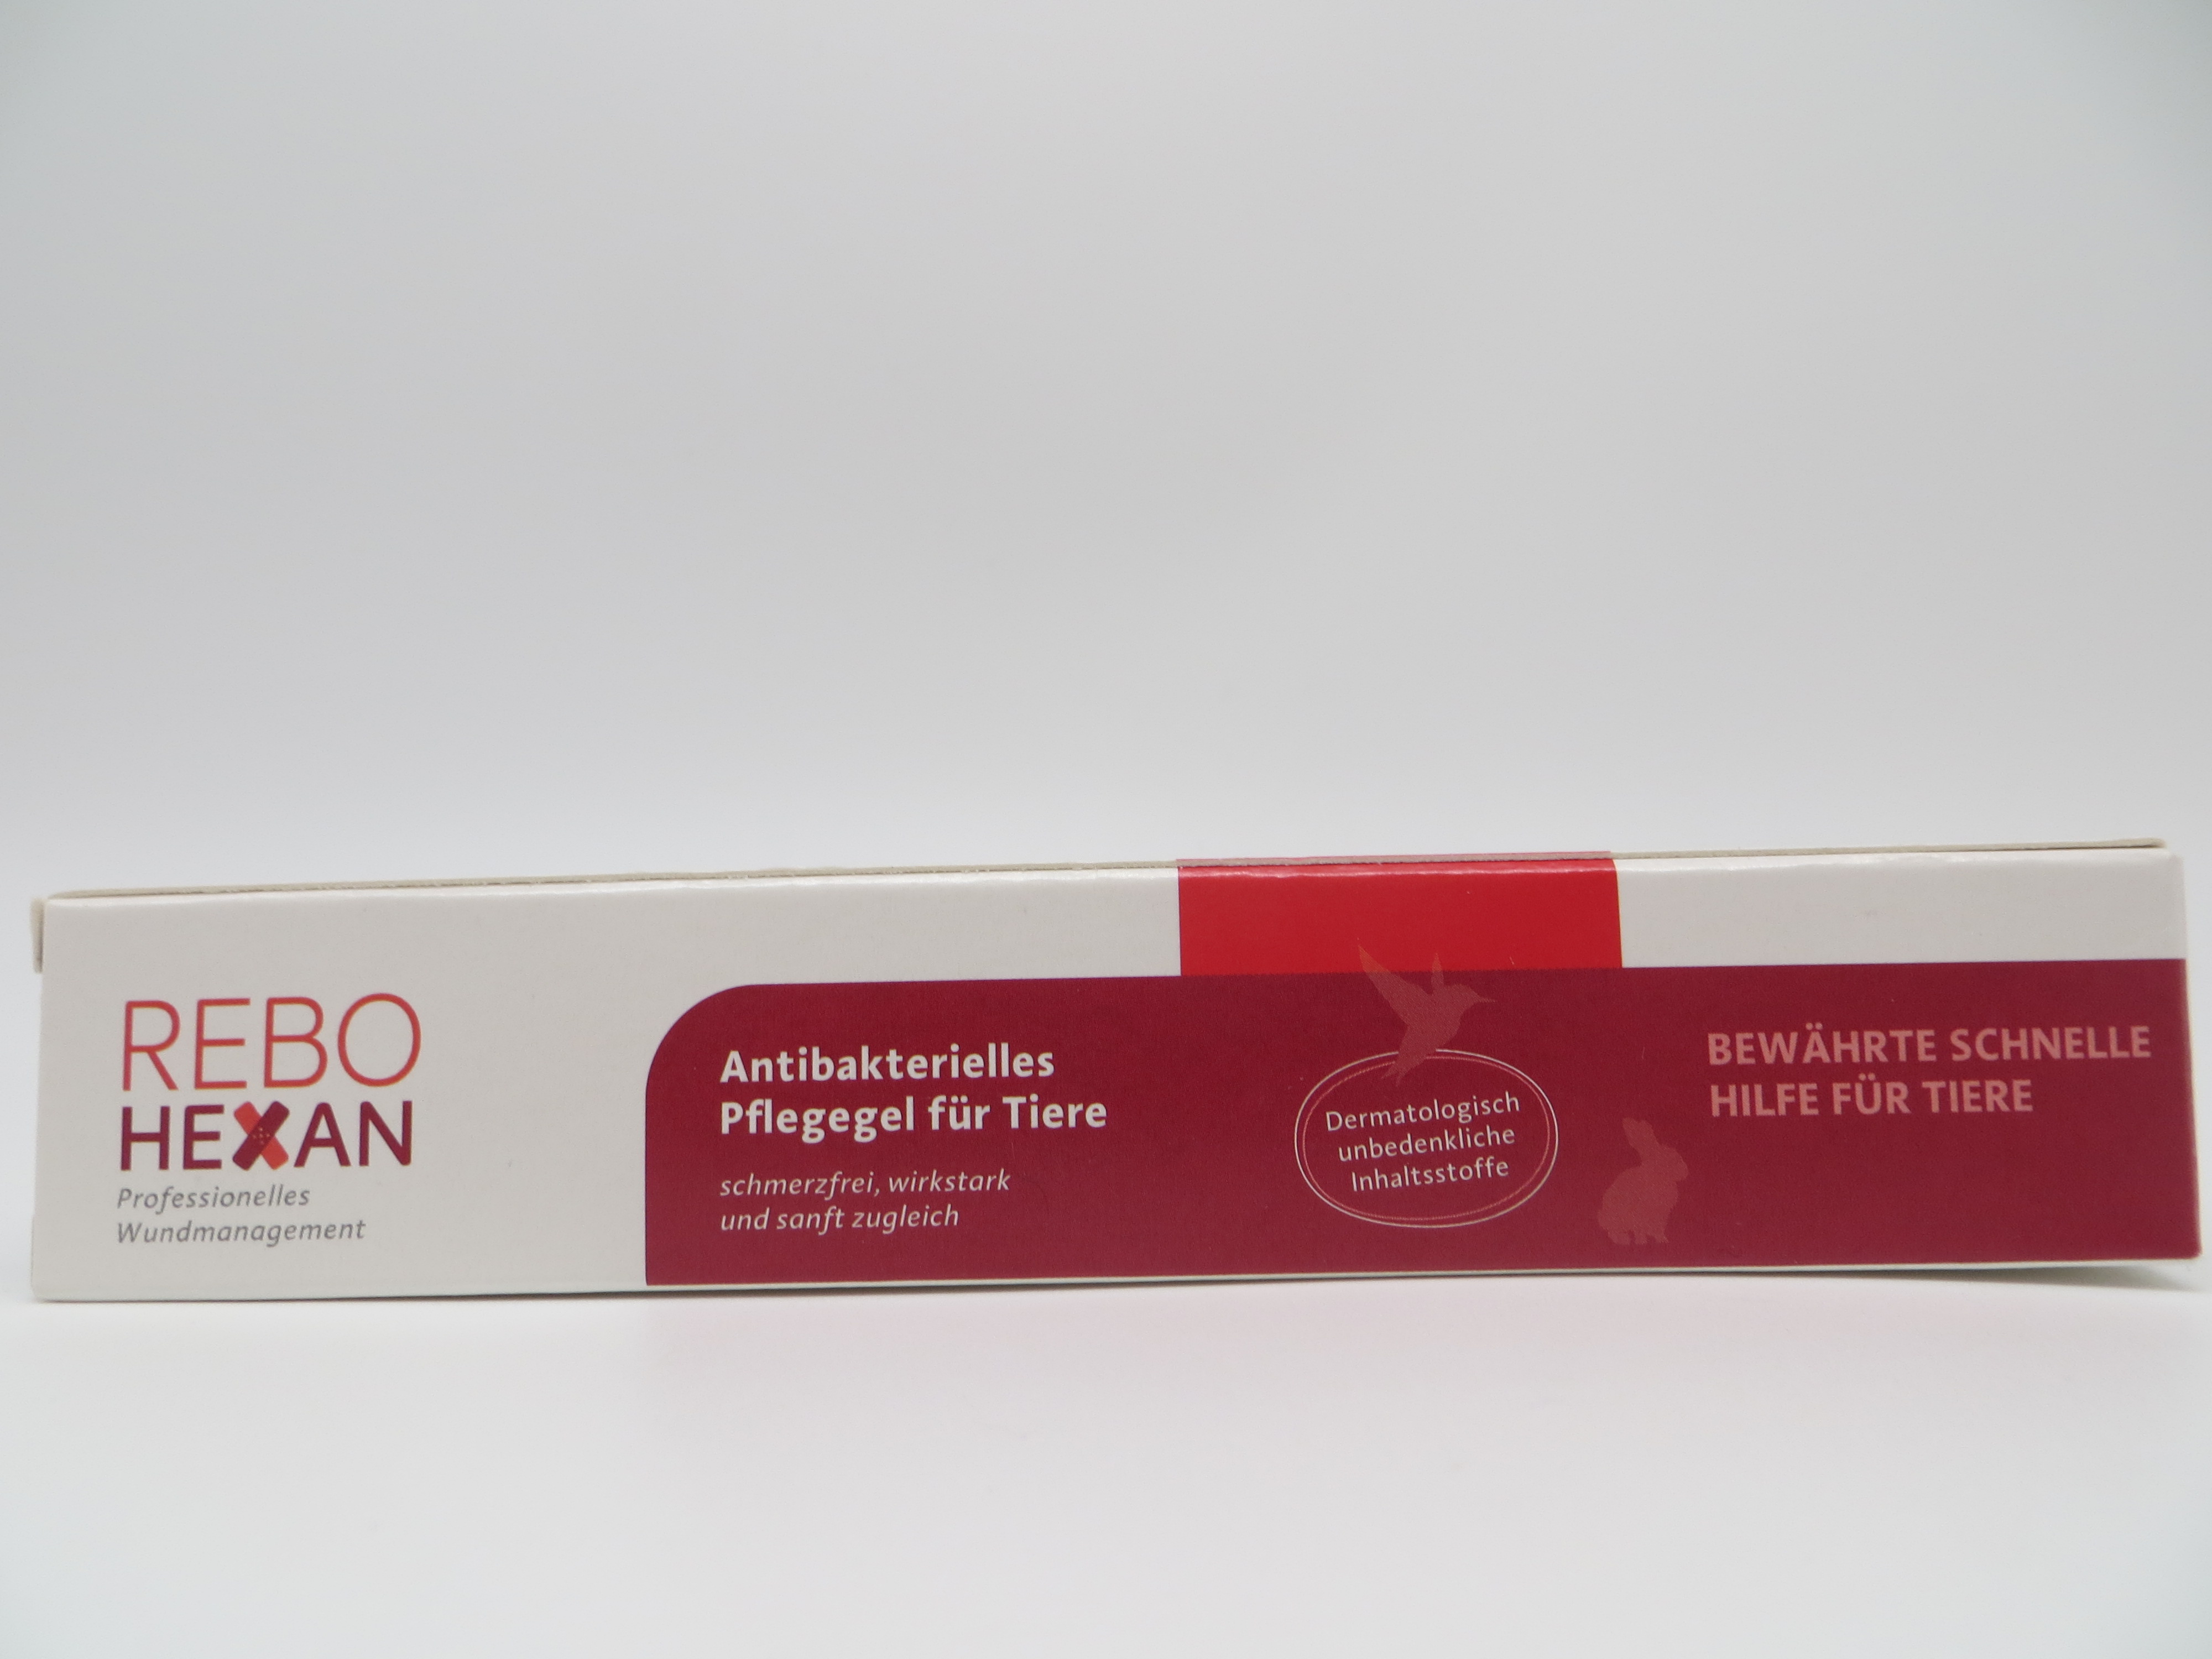 REBO
HEXAN
Professionelles
Wundmanagement
Antibakterielles
Pflegegel für Tiere
schmerzfrei, wirkstark
und sanft zugleich
Dermatologisch
unbedenkliche
Inhaltsstoffe
BEWÄHRTE SCHNELLE
HILFE FÜR TIERE